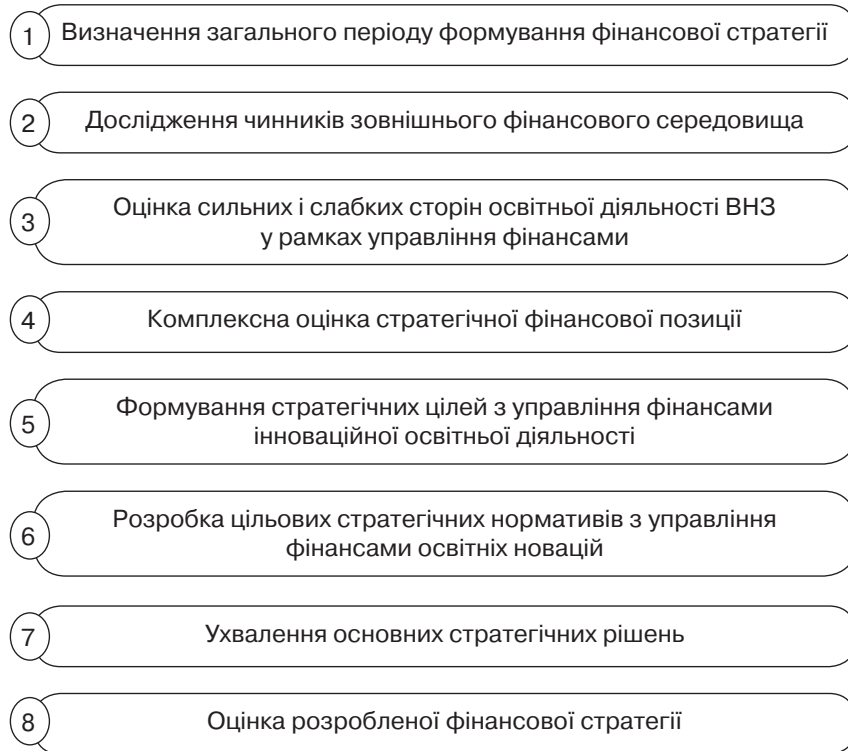 1 Визначення загального періоду формування фінансової стратегії
2 Дослідження чинників зовнішнього фінансового середовища
3 Оцінка сильних і слабких сторін освітньої діяльності ВНЗ
у рамках управління фінансами
4 Комплексна оцінка стратегічної фінансової позиції
5 Формування стратегічних цілей з управління фінансами
інноваційної освітньої діяльності
6 Розробка цільових стратегічних нормативів з управління
фінансами освітніх новацій
7 Ухвалення основних стратегічних рішень
8 Оцінка розробленої фінансової стратегії